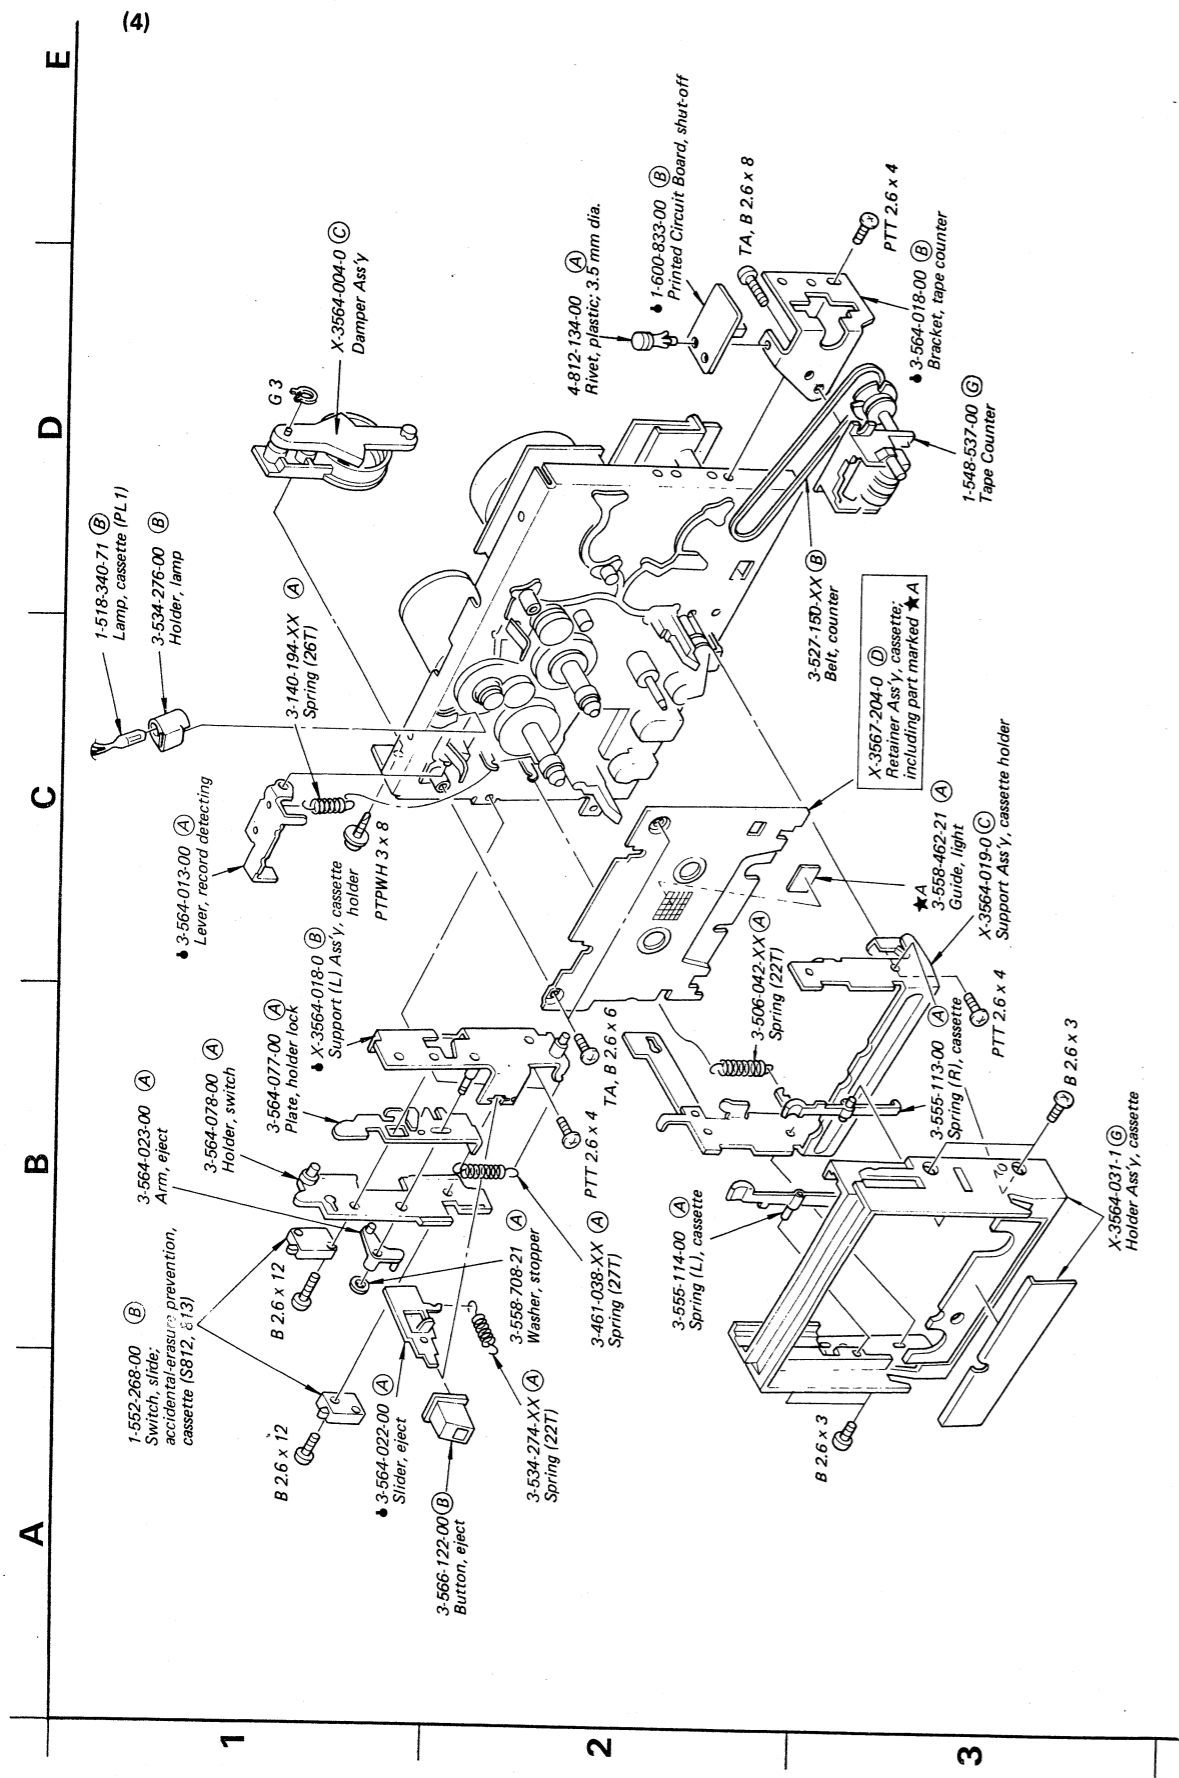 (4)
A
B
C
D
E
1
2
3
1-518-340-71 (B)
Lamp, cassette (PL1)
3-534-276-00 (B)
Holder, lamp
G 3
X-3564-004-0 (C)
Damper Ass'y
3-140-194-XX (A)
Spring (26T)
3-564-013-00 (A)
Lever, record detecting
PTPWH 3 x 8
4-812-134-00 (A)
Rivet, plastic; 3.5 mm dia.
1-600-833-00 (B)
Printed Circuit Board, shut-off
TA, B 2.6 x 8
PTT 2.6 x 4
3-564-018-00 (B)
Bracket, tape counter
1-548-537-00 (G)
Tape Counter
3-527-150-XX (B)
Belt, counter
X-3567-204-0 (D)
Retainer Ass'y, cassette;
including part marked ★A
★A
3-558-462-21 (A)
Guide, light
X-3564-019-0 (C)
Support Ass'y, cassette holder
PTT 2.6 x 4
3-506-042-XX (A)
Spring (22T)
3-555-113-00 (A)
Spring (R), cassette
B 2.6 x 3
X-3564-031-1 (G)
Holder Ass'y, cassette
X-3564-018-0 (B)
Support (L) Ass'y, cassette
holder
TA, B 2.6 x 6
PTT 2.6 x 4
3-564-077-00 (A)
Plate, holder lock
3-564-078-00 (A)
Holder, switch
3-564-023-00 (A)
Arm, eject
1-552-268-00 (B)
Switch, slide;
accidental-erasure prevention,
cassette (S812, 813)
B 2.6 x 12
B 2.6 x 12
3-558-708-21 (A)
Washer, stopper
3-461-038-XX (A)
Spring (27T)
3-555-114-00 (A)
Spring (L), cassette
3-564-022-00 (A)
Slider, eject
3-534-274-XX (A)
Spring (22T)
3-566-122-00 (B)
Button, eject
B 2.6 x 3